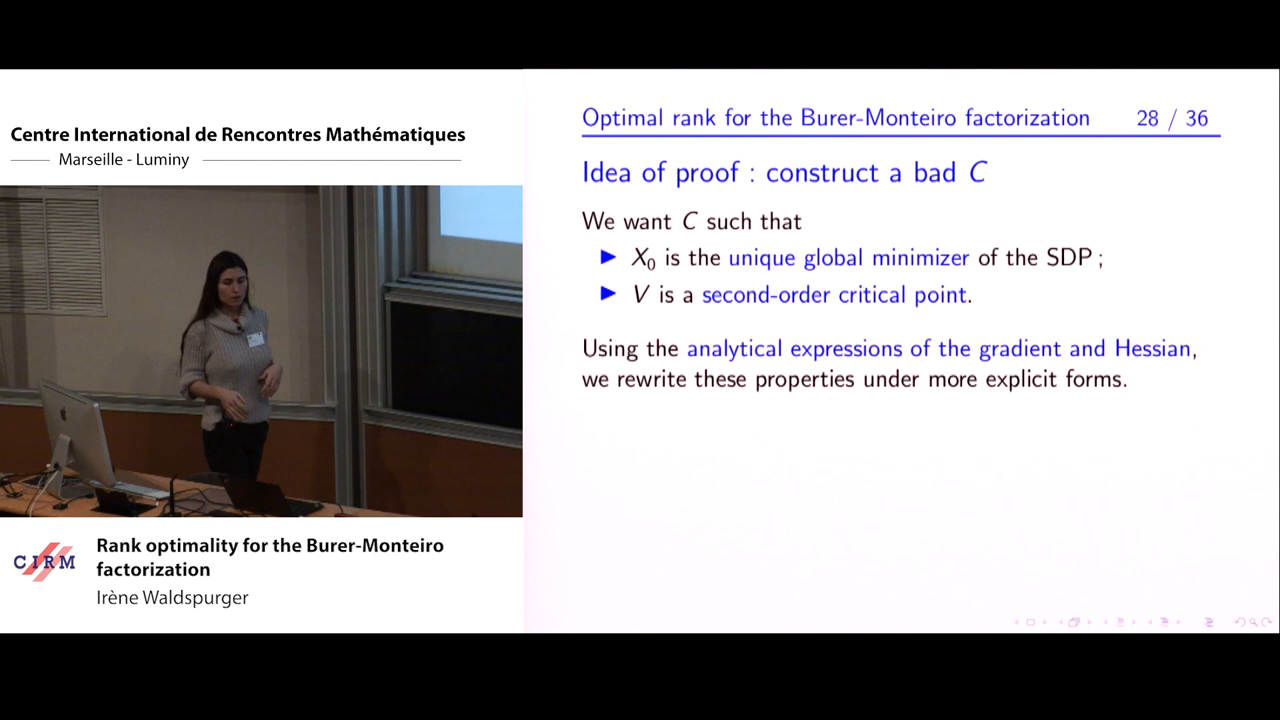 Centre International de Rencontres Mathématiques
Marseille - Luminy
CIRM
Rank optimality for the Burer-Monteiro
factorization
Irène Waldspurger
Optimal rank for the Burer-Monteiro factorization 28 / 36
Idea of proof : construct a bad C
We want C such that
▶ X₀ is the unique global minimizer of the SDP ;
▶ V is a second-order critical point.
Using the analytical expressions of the gradient and Hessian,
we rewrite these properties under more explicit forms.